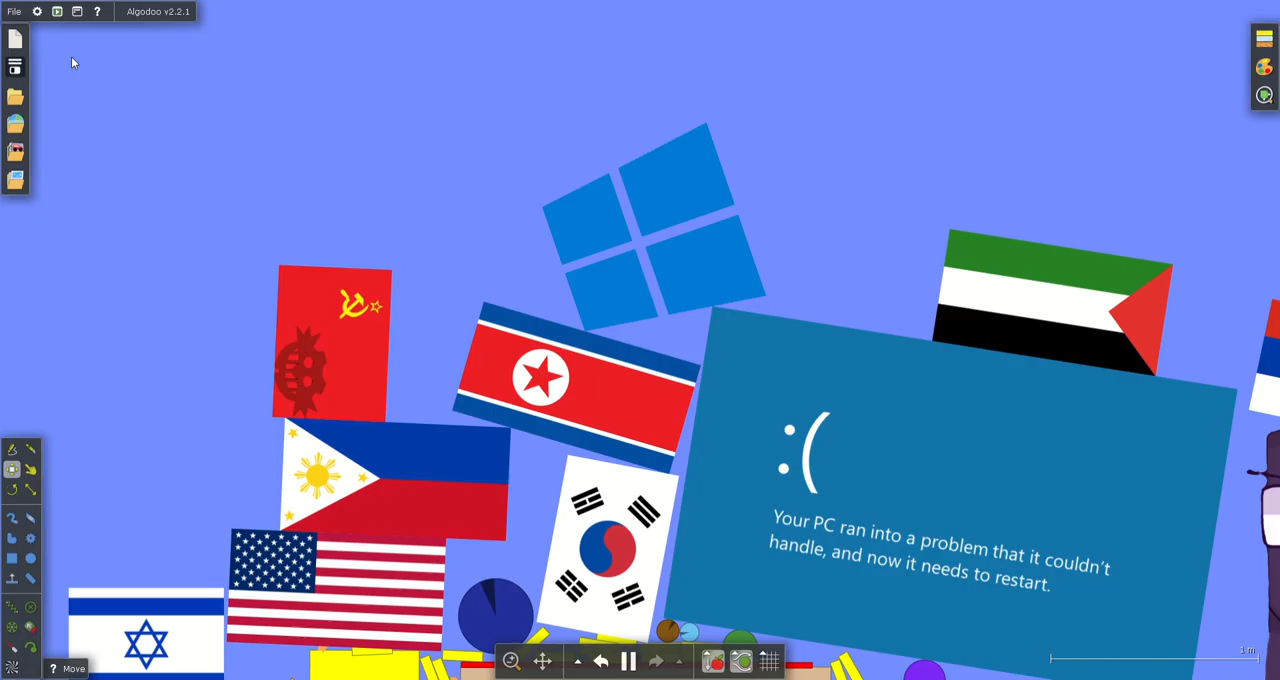 File
Algodoo v2.2.1
:(
Your PC ran into a problem that it couldn't
handle, and now it needs to restart.
1 m
? Move